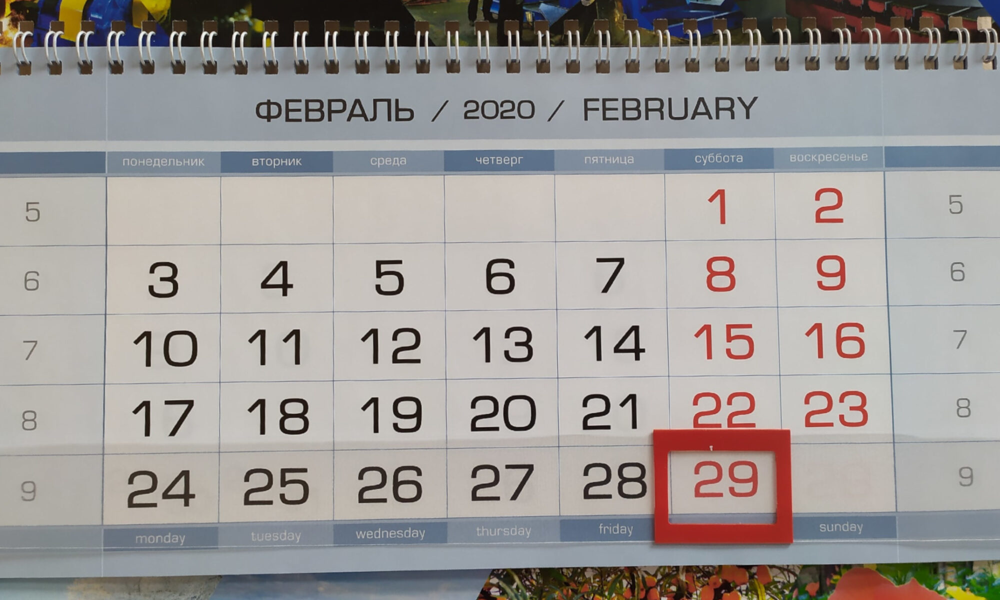 ФЕВРАЛЬ / 2020 / FEBRUARY
понедельник вторник среда четверг пятница суббота воскресенье
5 1 2 5
6 3 4 5 6 7 8 9 6
7 10 11 12 13 14 15 16 7
8 17 18 19 20 21 22 23 8
9 24 25 26 27 28 29 9
monday tuesday wednesday thursday friday sunday